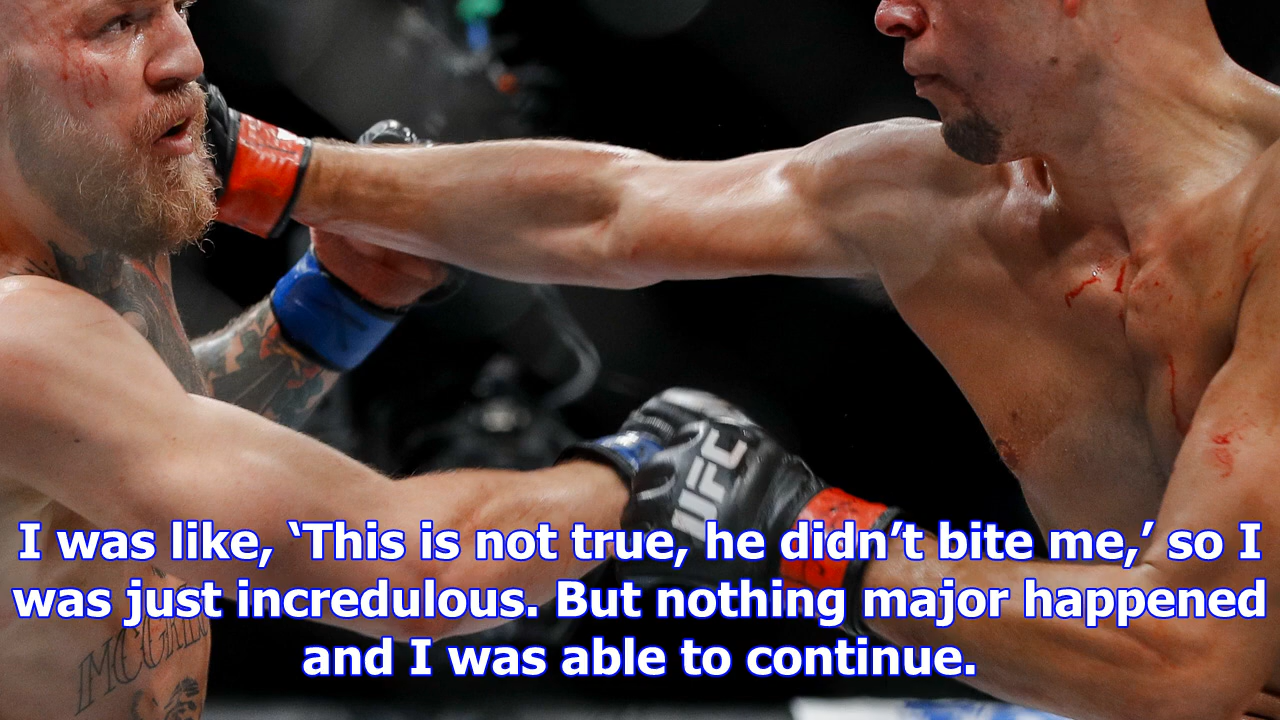 UFC
I was like, ‘This is not true, he didn’t bite me,’ so I
was just incredulous. But nothing major happened
and I was able to continue.